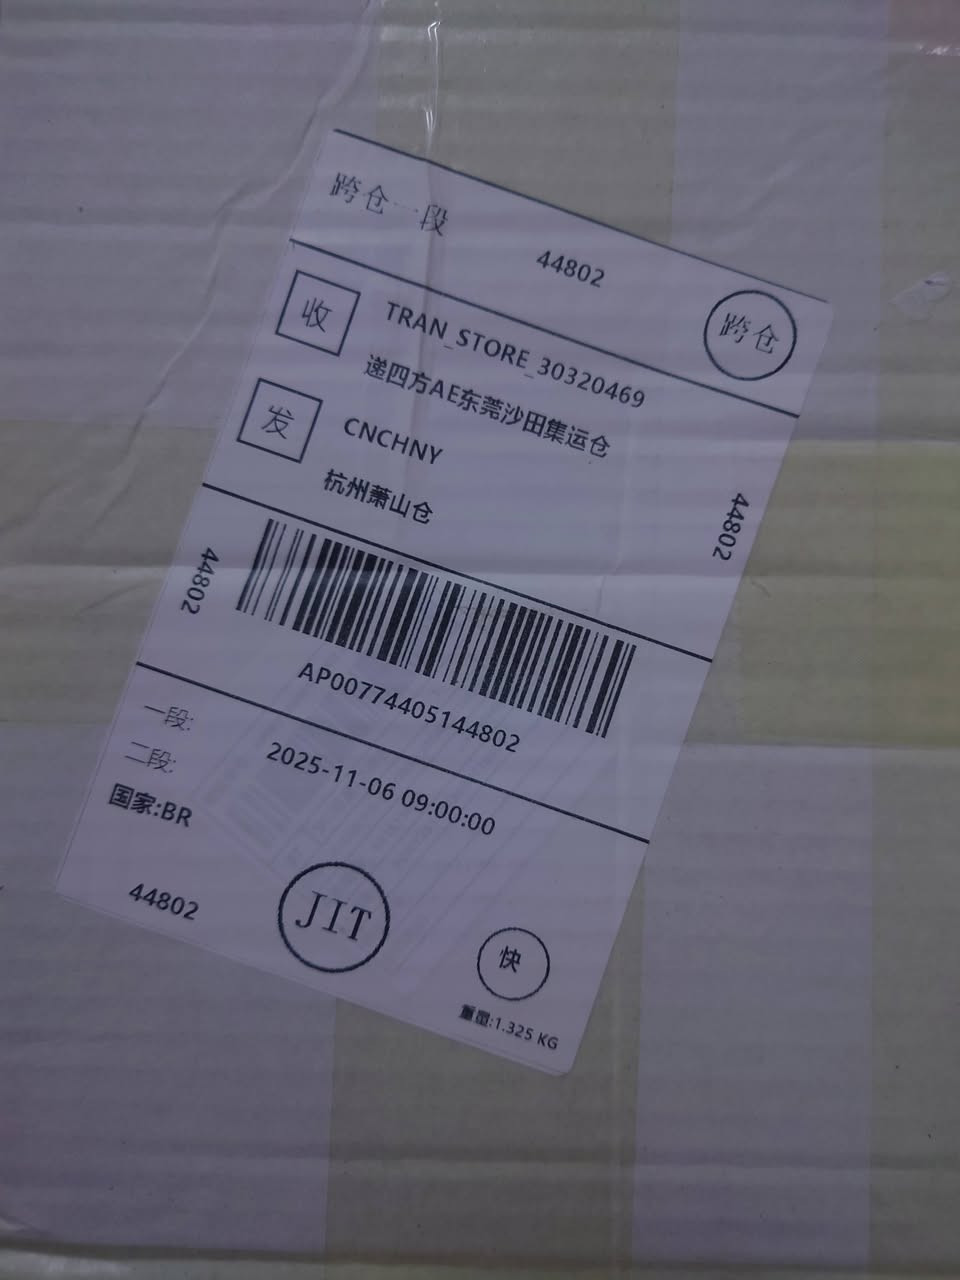 跨仓一段
44802
跨仓
收
TRAN_STORE_30320469
递四方AE东莞沙田集运仓
发
CNCHNY
杭州萧山仓
44802
44802
AP00774405144802
一段:
二段:
2025-11-06 09:00:00
国家:BR
44802
JIT
快
重量:1.325 KG